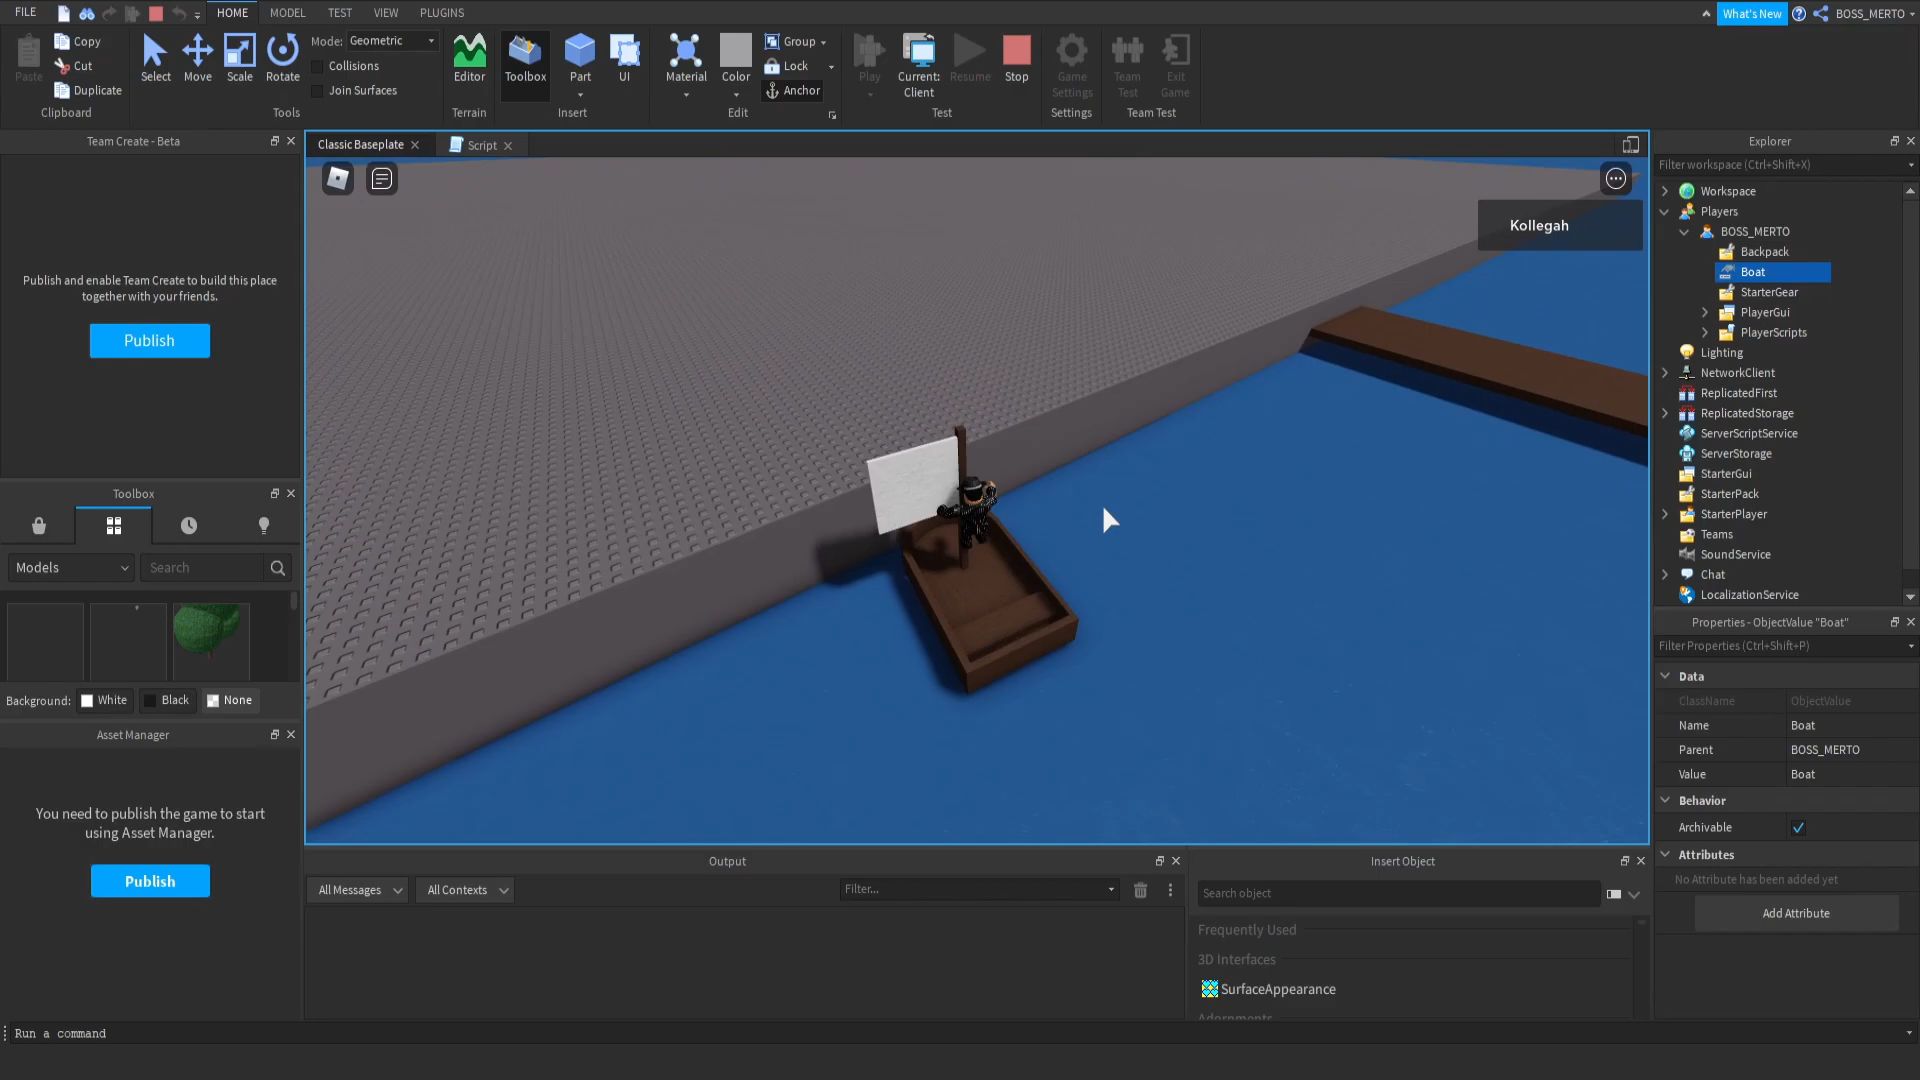 FILE
HOME
MODEL
TEST
VIEW
PLUGINS
What's New
BOSS_MERTO
Paste
Copy
Cut
Duplicate
Clipboard
Select
Move
Scale
Rotate
Mode: Geometric
Collisions
Join Surfaces
Tools
Editor
Terrain
Toolbox
Part
UI
Insert
Material
Color
Group
Lock
Anchor
Edit
Play
Current:
Client
Resume
Stop
Test
Game
Settings
Settings
Team
Test
Exit
Game
Team Test
Team Create - Beta
Publish and enable Team Create to build this place
together with your friends.
Publish
Toolbox
Models
Search
Background: White Black None
Asset Manager
You need to publish the game to start
using Asset Manager.
Publish
Classic Baseplate
Script
Kollegah
Output
All Messages
All Contexts
Filter...
Insert Object
Search object
Frequently Used
3D Interfaces
SurfaceAppearance
Adornments
Explorer
Filter workspace (Ctrl+Shift+X)
Workspace
Players
BOSS_MERTO
Backpack
Boat
StarterGear
PlayerGui
PlayerScripts
Lighting
NetworkClient
ReplicatedFirst
ReplicatedStorage
ServerScriptService
ServerStorage
StarterGui
StarterPack
StarterPlayer
Teams
SoundService
Chat
LocalizationService
Properties - ObjectValue "Boat"
Filter Properties (Ctrl+Shift+P)
Data
ClassName ObjectValue
Name Boat
Parent BOSS_MERTO
Value Boat
Behavior
Archivable
Attributes
No Attribute has been added yet
Add Attribute
Run a command